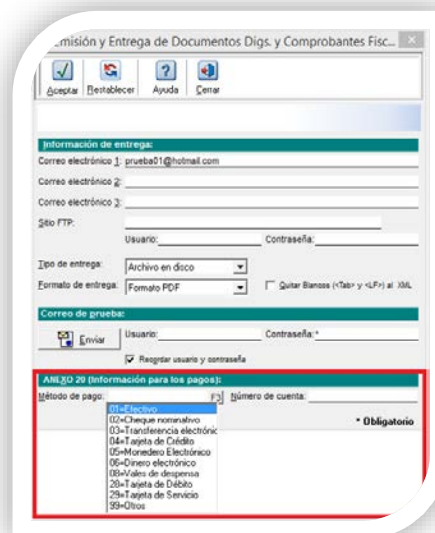 Emisión y Entrega de Documentos Digs. y Comprobantes Fisc...
Aceptar Restablecer Ayuda Cerrar
Información de entrega:
Correo electrónico 1: prueba01@hotmail.com
Correo electrónico 2:
Correo electrónico 3:
Sitio FTP:
Usuario: Contraseña:
Tipo de entrega: Archivo en disco
Formato de entrega: Formato PDF Quitar Blancos (<Tab> y <LF>) al XML
Correo de prueba:
Enviar Usuario: Contraseña: *
Recordar usuario y contraseña
ANEXO 20 (Información para los pagos):
Método de pago: F3 Número de cuenta:
01=Efectivo
02=Cheque nominativo * Obligatorio
03=Transferencia electrónic
04=Tarjeta de Crédito
05=Monedero Electrónico
06=Dinero electrónico
08=Vales de despensa
28=Tarjeta de Débito
29=Tarjeta de Servicio
99=Otros